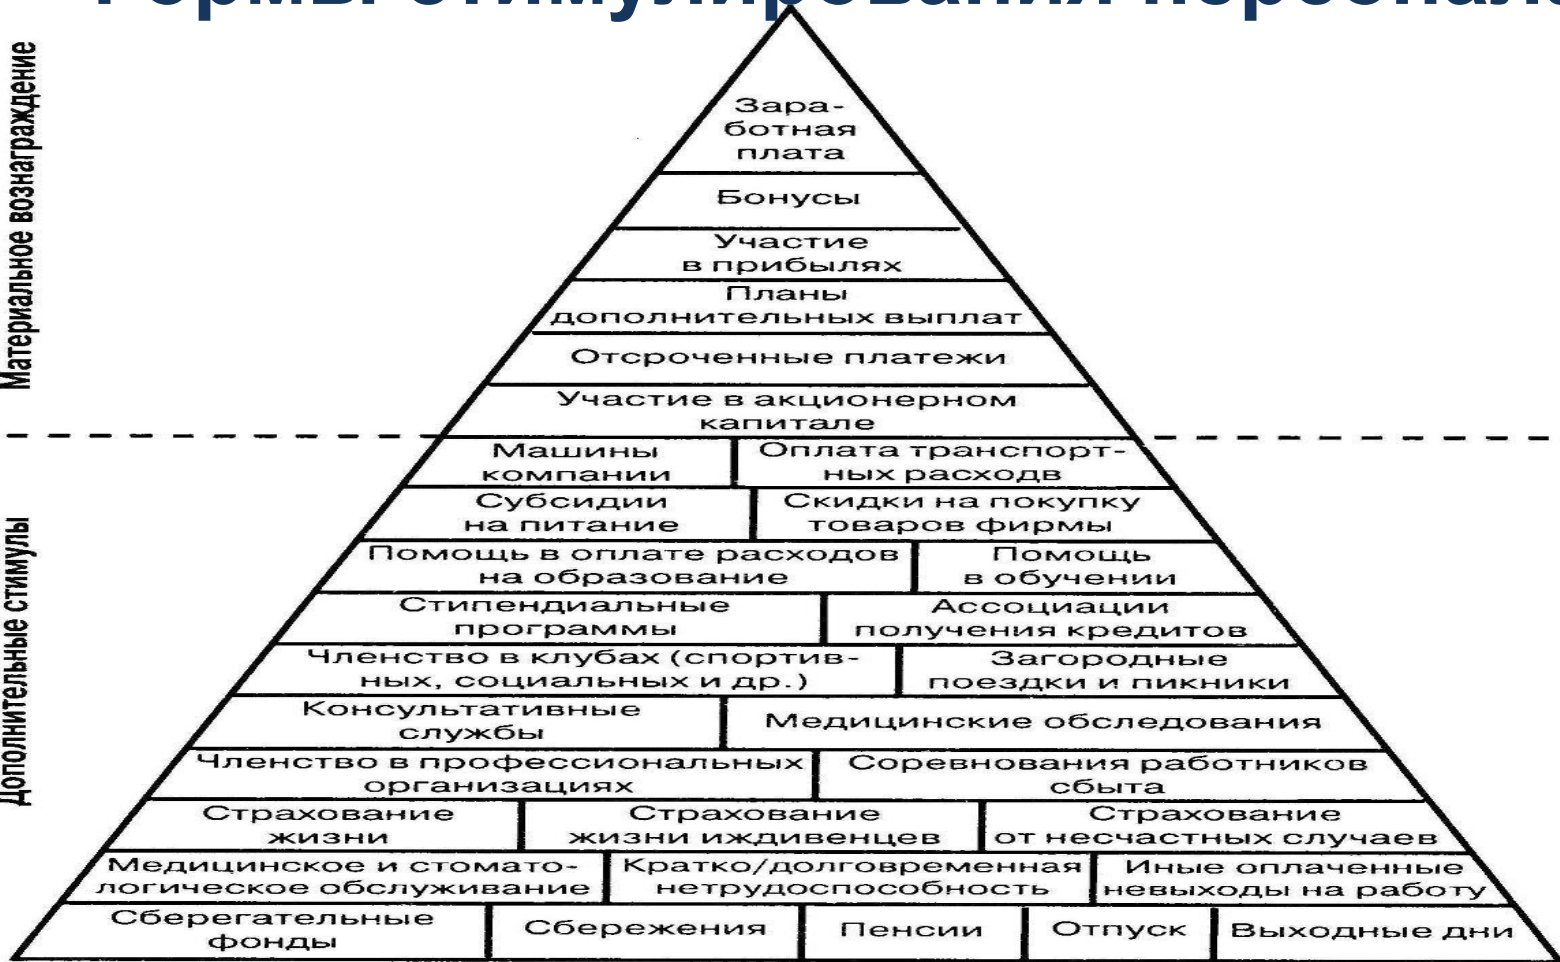 Формы стимулирования персонала
Материальное вознаграждение
Зара-
ботная
плата
Бонусы
Участие
в прибылях
Планы
дополнительных выплат
Отсроченные платежи
Участие в акционерном
капитале
Дополнительные стимулы
Машины
компании
Оплата транспорт-
ных расходв
Субсидии
на питание
Скидки на покупку
товаров фирмы
Помощь в оплате расходов
на образование
Помощь
в обучении
Стипендиальные
программы
Ассоциации
получения кредитов
Членство в клубах (спортив-
ных, социальных и др.)
Загородные
поездки и пикники
Консультативные
службы
Медицинские обследования
Членство в профессиональных
организациях
Соревнования работников
сбыта
Страхование
жизни
Страхование
жизни иждивенцев
Страхование
от несчастных случаев
Медицинское и стомато-
логическое обслуживание
Кратко/долговременная
нетрудоспособность
Иные оплаченные
невыходы на работу
Сберегательные
фонды
Сбережения
Пенсии
Отпуск
Выходные дни